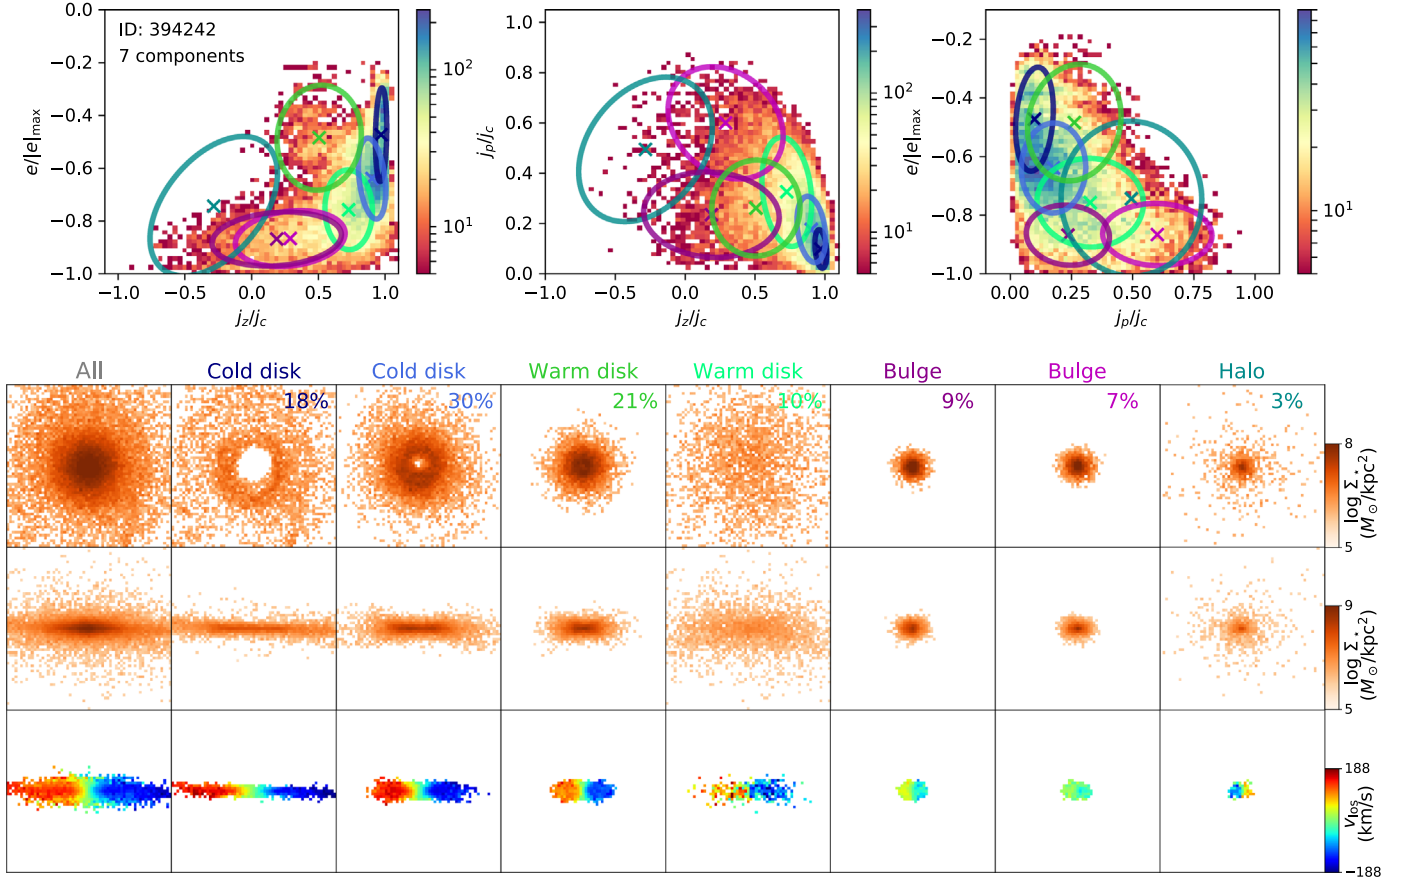 ID: 394242
7 components
0.0
−0.2
−0.4
−0.6
−0.8
−1.0
e/|e|max
−1.0 −0.5 0.0 0.5 1.0
jz/jc
10²
10¹
1.0
0.8
0.6
0.4
0.2
0.0
jp/jc
−1.0 −0.5 0.0 0.5 1.0
jz/jc
10²
10¹
−0.2
−0.4
−0.6
−0.8
−1.0
e/|e|max
0.00 0.25 0.50 0.75 1.00
jp/jc
10¹
All Cold disk Cold disk Warm disk Warm disk Bulge Bulge Halo
18% 30% 21% 10% 9% 7% 3%
8
5
log Σ⋆
(M⊙/kpc²)
9
5
log Σ⋆
(M⊙/kpc²)
188
−188
vlos
(km/s)